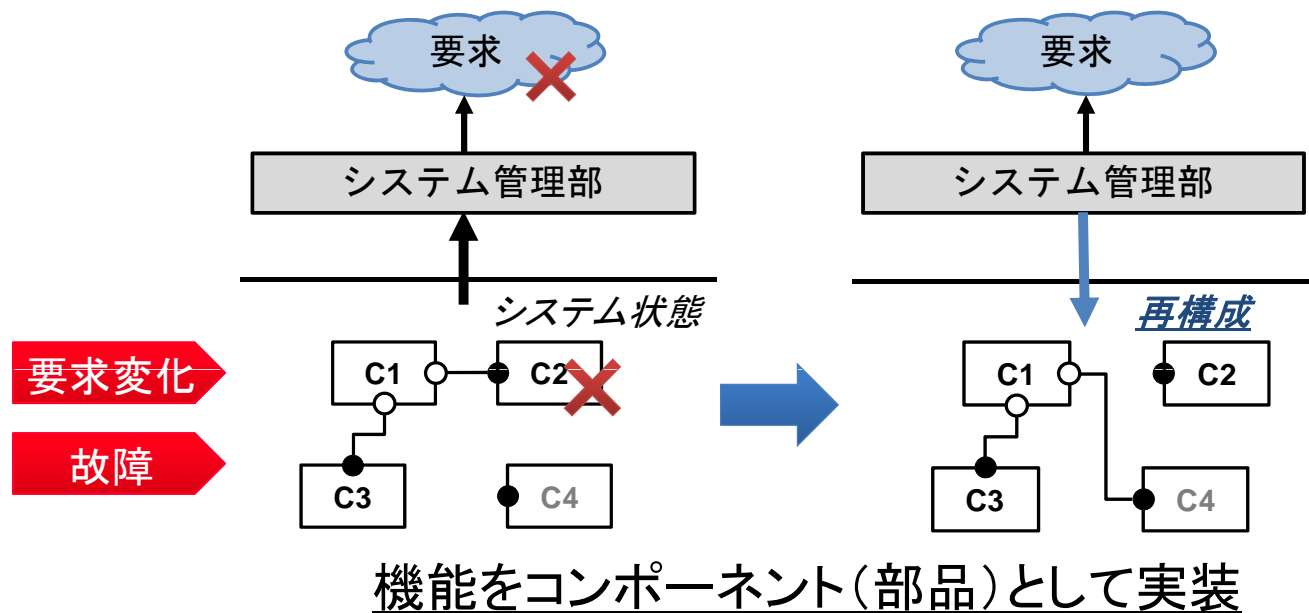 要求
要求
システム管理部
システム管理部
システム状態
再構成
要求変化
C1
C2
C1
C2
故障
C3
C4
C3
C4
機能をコンポーネント（部品）として実装